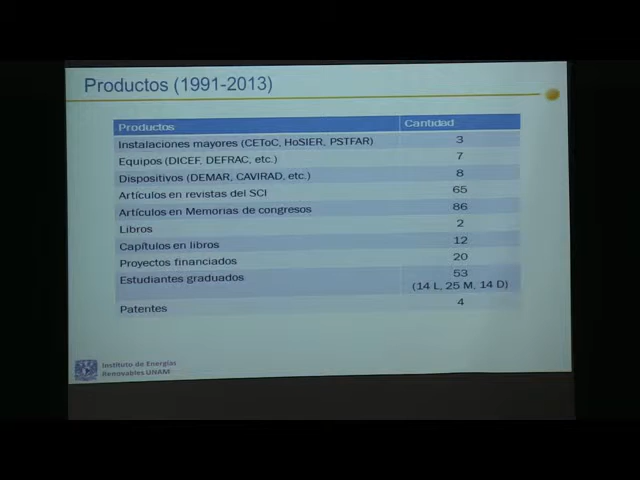 Productos (1991-2013)
Productos Cantidad
Instalaciones mayores (CEToC, HoSIER, PSTFAR) 3
Equipos (DICEF, DEFRAC, etc.) 7
Dispositivos (DEMAR, CAVIRAD, etc.) 8
Artículos en revistas del SCI 65
Artículos en Memorias de congresos 86
Libros 2
Capítulos en libros 12
Proyectos financiados 20
Estudiantes graduados 53
(14 L, 25 M, 14 D)
Patentes 4
Instituto de Energías
Renovables UNAM